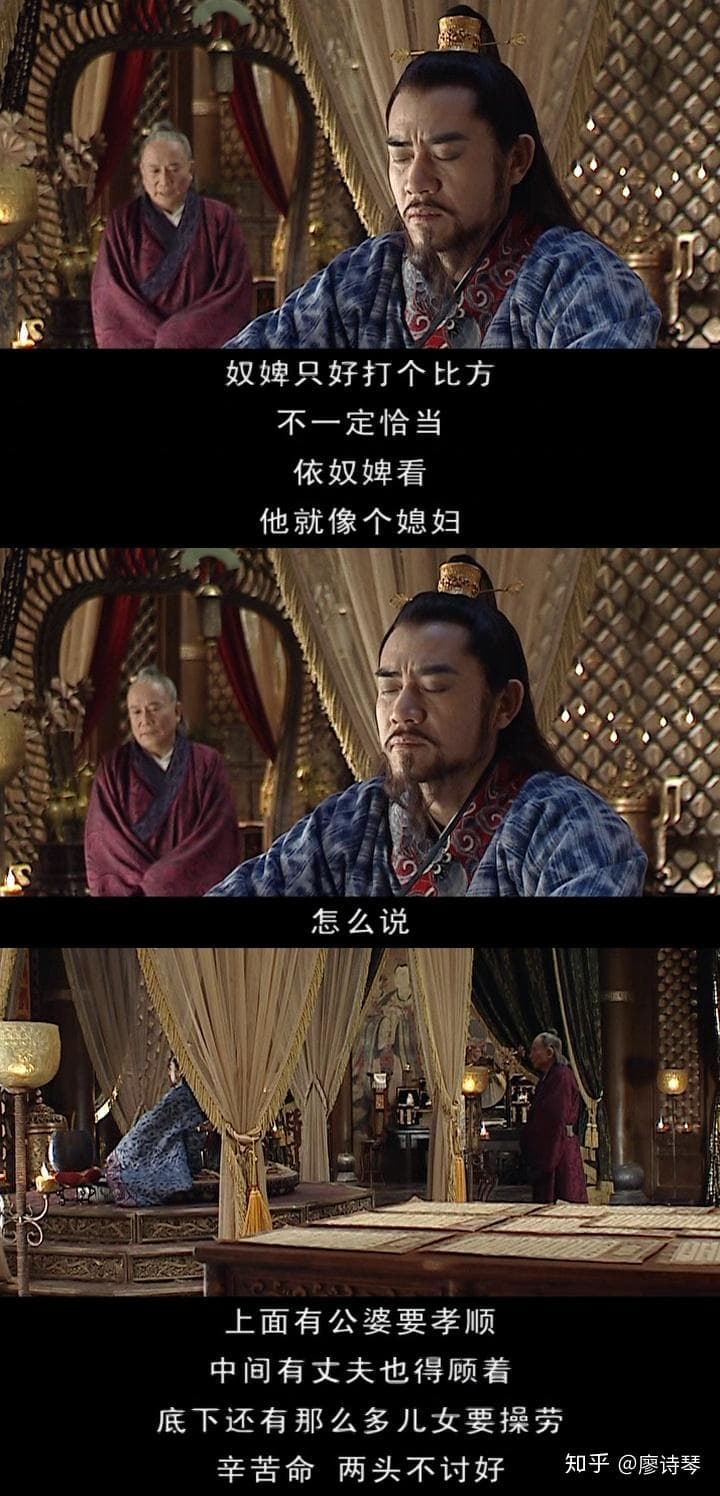 奴婢只好打个比方
不一定恰当
依奴婢看
他就像个媳妇
怎么说
上面有公婆要孝顺
中间有丈夫也得顾着
底下还有那么多儿女要操劳
辛苦命 两头不讨好
知乎 @廖诗琴